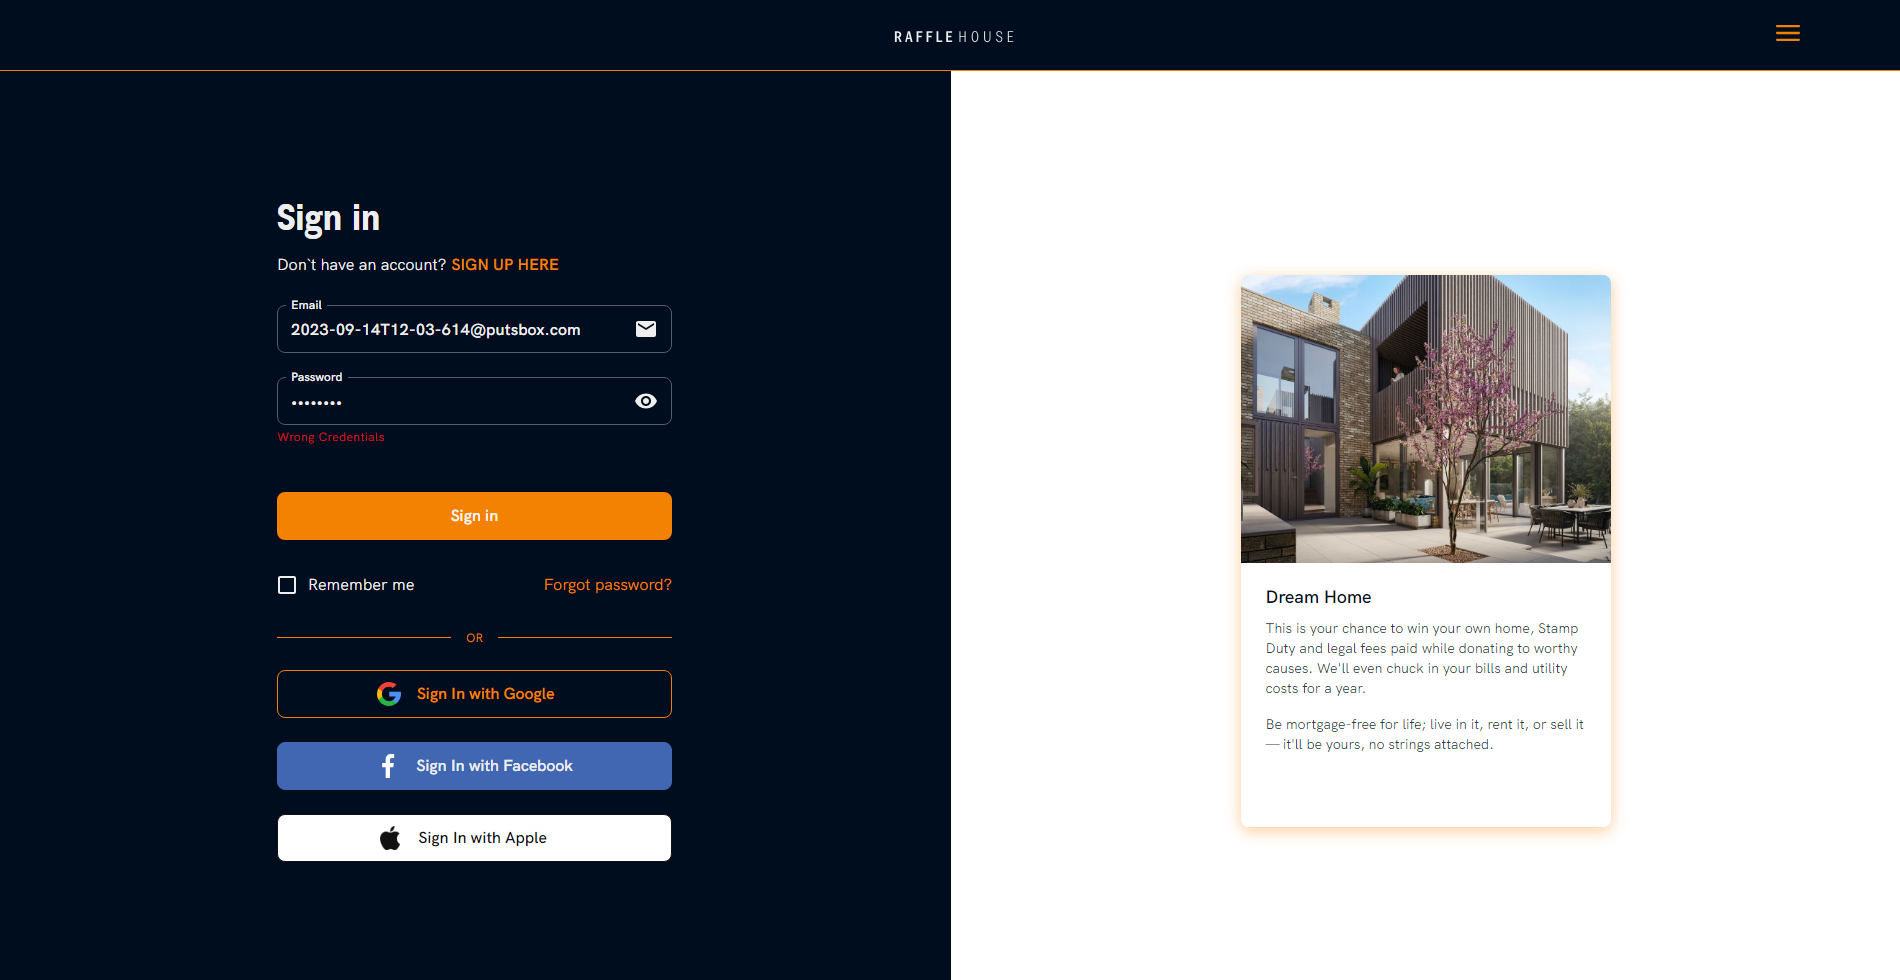 RAFFLE HOUSE
Sign in
Don`t have an account? SIGN UP HERE
Email
2023-09-14T12-03-614@putsbox.com
Password
••••••••
Wrong Credentials
Sign in
Remember me
Forgot password?
OR
Sign In with Google
Sign In with Facebook
Sign In with Apple
Dream Home
This is your chance to win your own home, Stamp
Duty and legal fees paid while donating to worthy
causes. We'll even chuck in your bills and utility
costs for a year.
Be mortgage-free for life; live in it, rent it, or sell it
— it'll be yours, no strings attached.